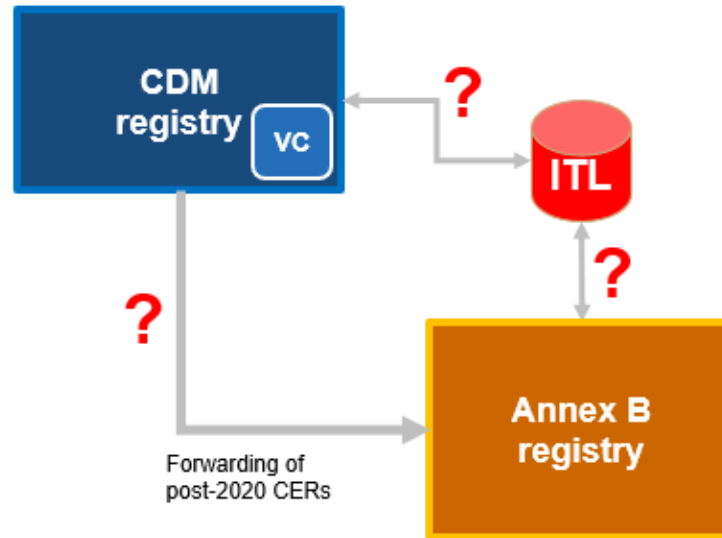 CDM
registry
VC
?
ITL
?
?
Annex B
registry
Forwarding of
post-2020 CERs